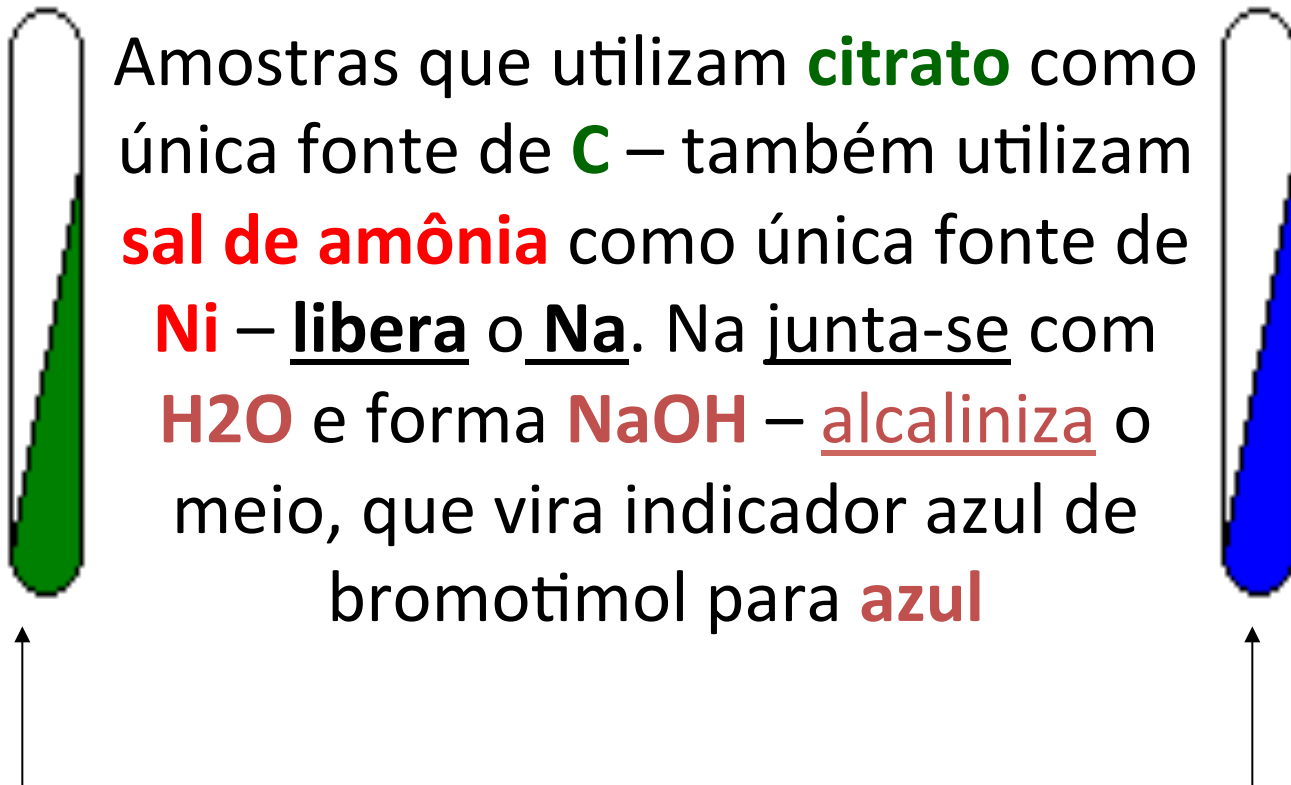 Amostras que utilizam citrato como
única fonte de C – também utilizam
sal de amônia como única fonte de
Ni – libera o Na. Na junta-se com
H2O e forma NaOH – alcaliniza o
meio, que vira indicador azul de
bromotimol para azul